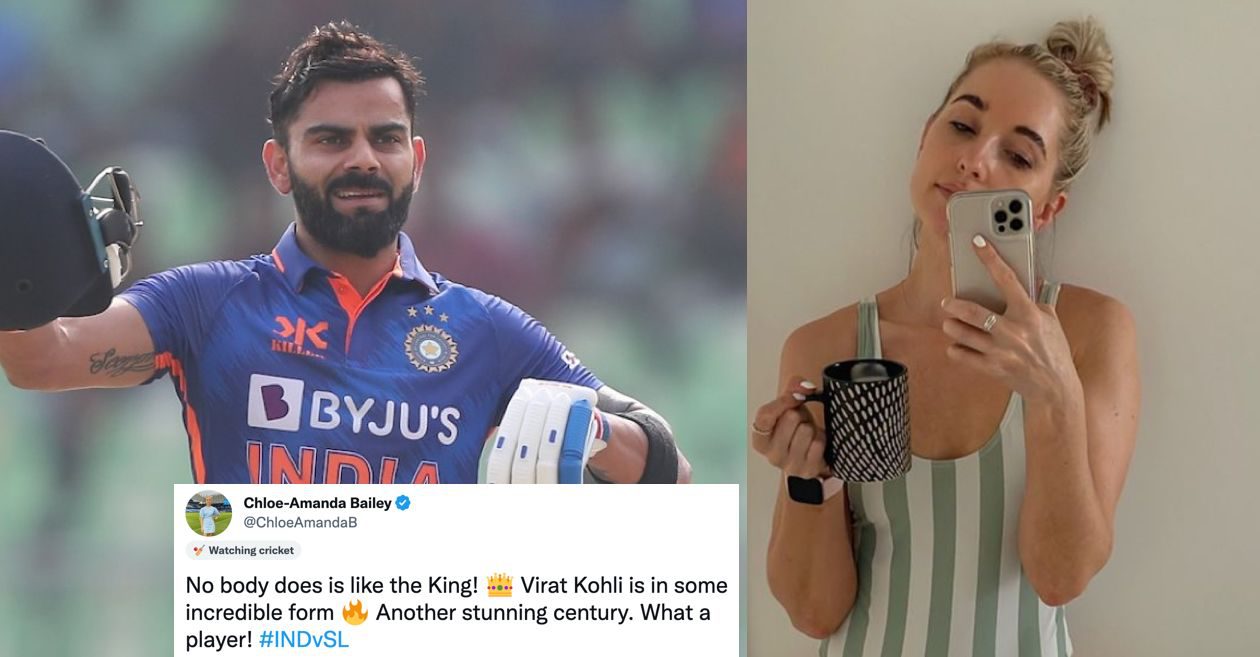 KILLER
BYJU'S
INDIA
Chloe-Amanda Bailey
@ChloeAmandaB
Watching cricket
No body does is like the King! 👑 Virat Kohli is in some
incredible form 🔥 Another stunning century. What a
player! #INDvSL